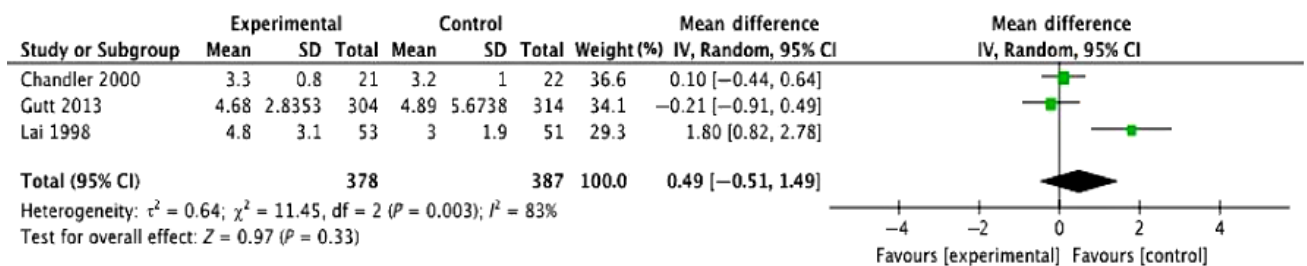 Experimental Control Mean difference Mean difference
Study or Subgroup Mean SD Total Mean SD Total Weight (%) IV, Random, 95% CI IV, Random, 95% CI
Chandler 2000 3.3 0.8 21 3.2 1 22 36.6 0.10 [−0.44, 0.64]
Gutt 2013 4.68 2.8353 304 4.89 5.6738 314 34.1 −0.21 [−0.91, 0.49]
Lai 1998 4.8 3.1 53 3 1.9 51 29.3 1.80 [0.82, 2.78]
Total (95% CI) 378 387 100.0 0.49 [−0.51, 1.49]
Heterogeneity: τ² = 0.64; χ² = 11.45, df = 2 (P = 0.003); I² = 83%
Test for overall effect: Z = 0.97 (P = 0.33)
−4 −2 0 2 4
Favours [experimental] Favours [control]